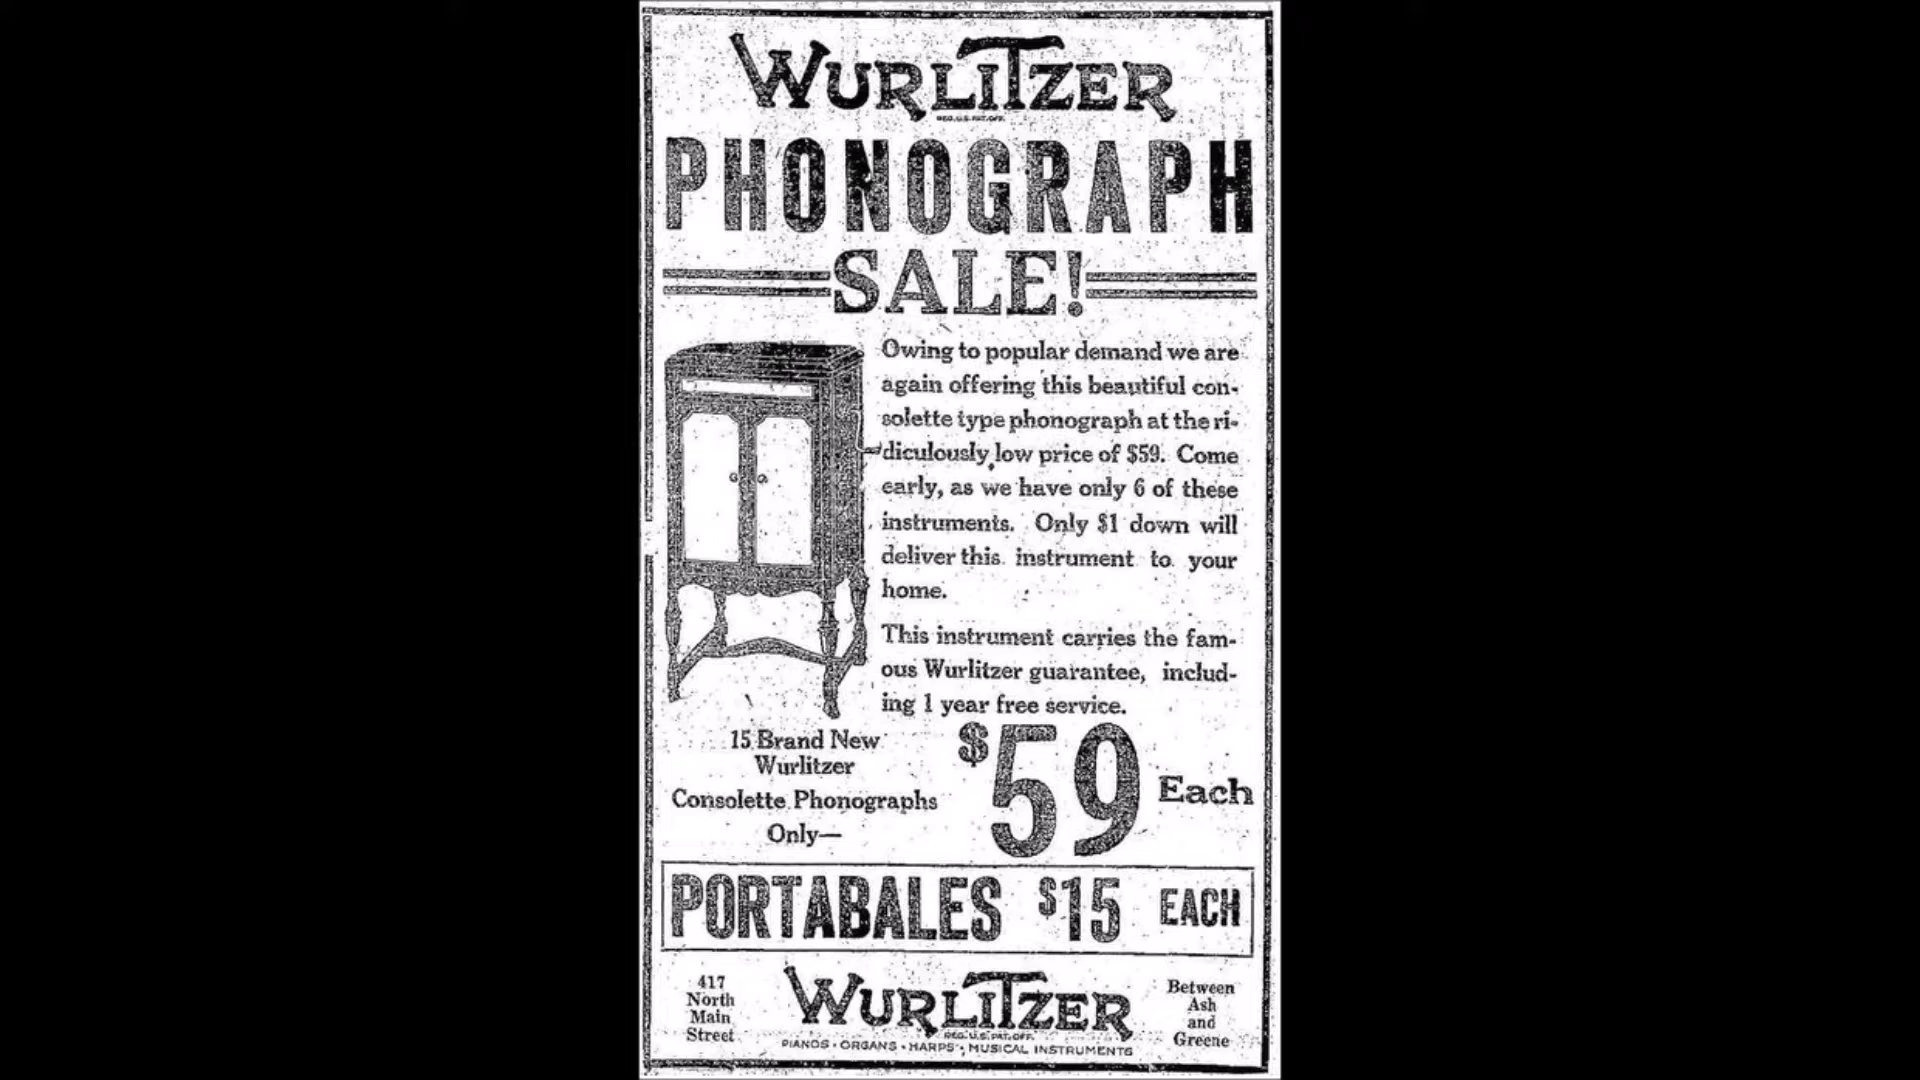 WURLITZER
REG. U.S. PAT. OFF.
PHONOGRAPH
SALE!
Owing to popular demand we are
again offering this beautiful con-
solette type phonograph at the ri-
diculously low price of $59. Come
early, as we have only 6 of these
instruments. Only $1 down will
deliver this instrument to your
home.
This instrument carries the fam-
ous Wurlitzer guarantee, includ-
ing 1 year free service.
15 Brand New
Wurlitzer
Consolette Phonographs
Only—
$59 Each
PORTABALES $15 EACH
417
North
Main
Street
WURLITZER
REG. U.S. PAT. OFF.
PIANOS • ORGANS • HARPS • MUSICAL INSTRUMENTS
Between
Ash
and
Greene